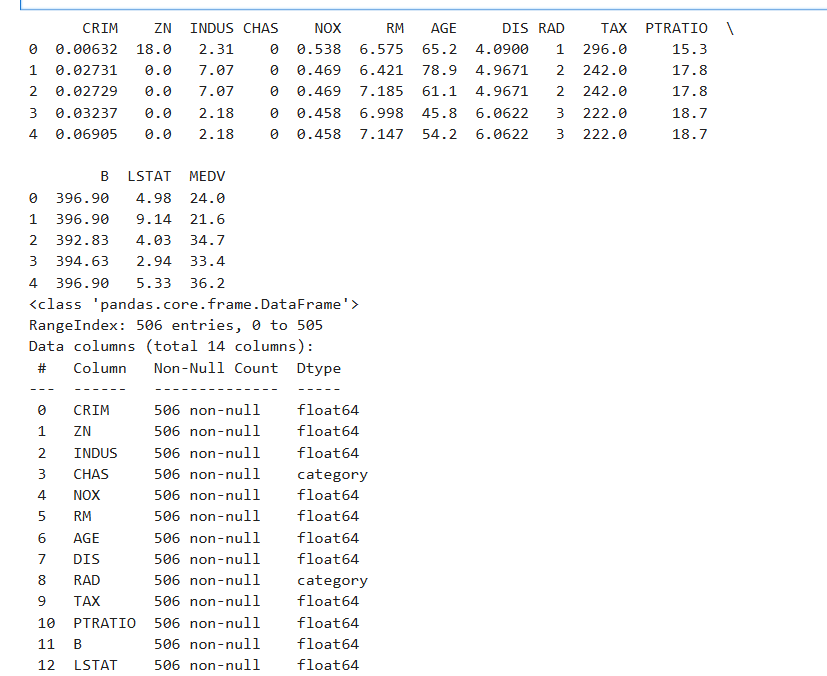 CRIM    ZN  INDUS CHAS    NOX     RM   AGE     DIS RAD    TAX  PTRATIO  \
0  0.00632  18.0   2.31    0  0.538  6.575  65.2  4.0900   1  296.0     15.3
1  0.02731   0.0   7.07    0  0.469  6.421  78.9  4.9671   2  242.0     17.8
2  0.02729   0.0   7.07    0  0.469  7.185  61.1  4.9671   2  242.0     17.8
3  0.03237   0.0   2.18    0  0.458  6.998  45.8  6.0622   3  222.0     18.7
4  0.06905   0.0   2.18    0  0.458  7.147  54.2  6.0622   3  222.0     18.7

        B  LSTAT  MEDV
0  396.90   4.98  24.0
1  396.90   9.14  21.6
2  392.83   4.03  34.7
3  394.63   2.94  33.4
4  396.90   5.33  36.2
<class 'pandas.core.frame.DataFrame'>
RangeIndex: 506 entries, 0 to 505
Data columns (total 14 columns):
 #   Column   Non-Null Count  Dtype
---  ------   --------------  -----
 0   CRIM     506 non-null    float64
 1   ZN       506 non-null    float64
 2   INDUS    506 non-null    float64
 3   CHAS     506 non-null    category
 4   NOX      506 non-null    float64
 5   RM       506 non-null    float64
 6   AGE      506 non-null    float64
 7   DIS      506 non-null    float64
 8   RAD      506 non-null    category
 9   TAX      506 non-null    float64
 10  PTRATIO  506 non-null    float64
 11  B        506 non-null    float64
 12  LSTAT    506 non-null    float64